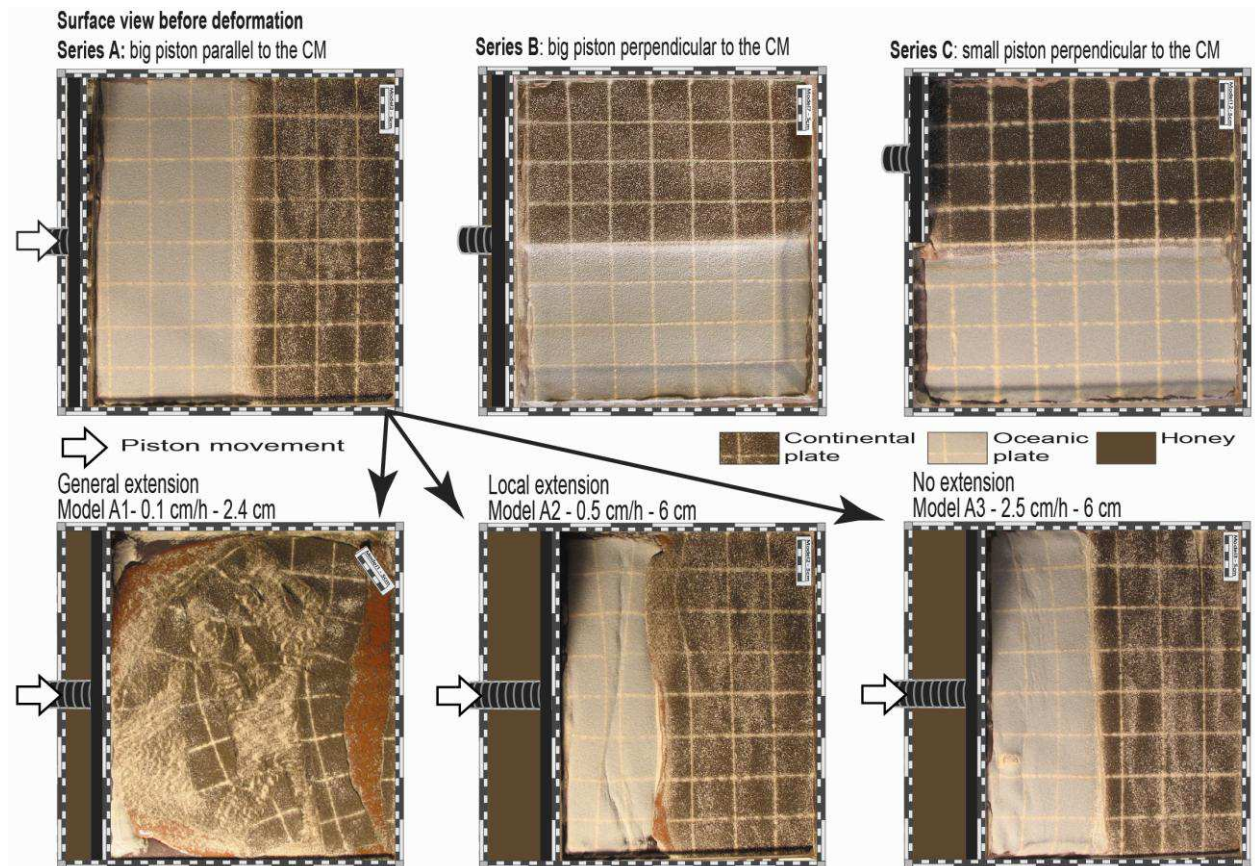 Surface view before deformation
Series A: big piston parallel to the CM
Series B: big piston perpendicular to the CM
Series C: small piston perpendicular to the CM
Piston movement
Continental plate
Oceanic plate
Honey
General extension
Model A1- 0.1 cm/h - 2.4 cm
Local extension
Model A2 - 0.5 cm/h - 6 cm
No extension
Model A3 - 2.5 cm/h - 6 cm